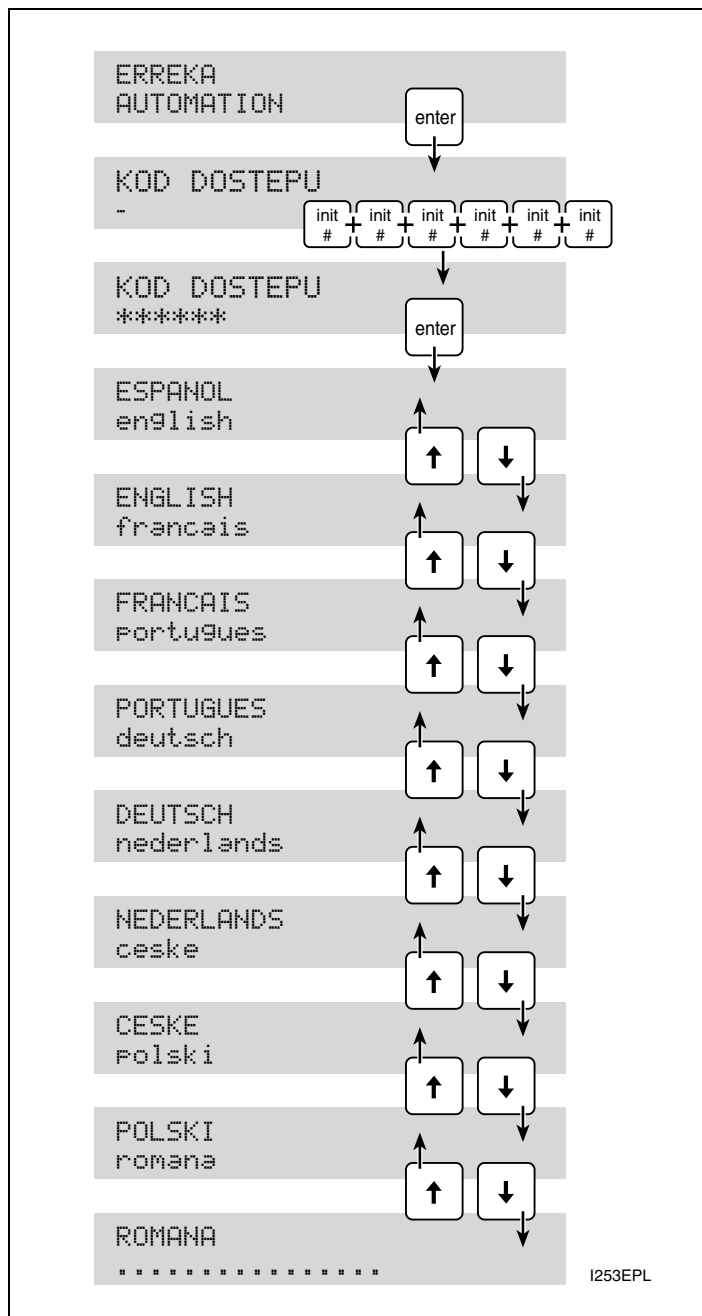 ERREKA
AUTOMATION
enter
KOD DOSTEPU
-
init + init + init + init + init + init
# # # # # #
KOD DOSTEPU
******
enter
ESPANOL
english
↑ ↓
ENGLISH
francais
↑ ↓
FRANCAIS
portugues
↑ ↓
PORTUGUES
deutsch
↑ ↓
DEUTSCH
nederlands
↑ ↓
NEDERLANDS
ceske
↑ ↓
CESKE
polski
↑ ↓
POLSKI
romana
↑ ↓
ROMANA
................
I253EPL